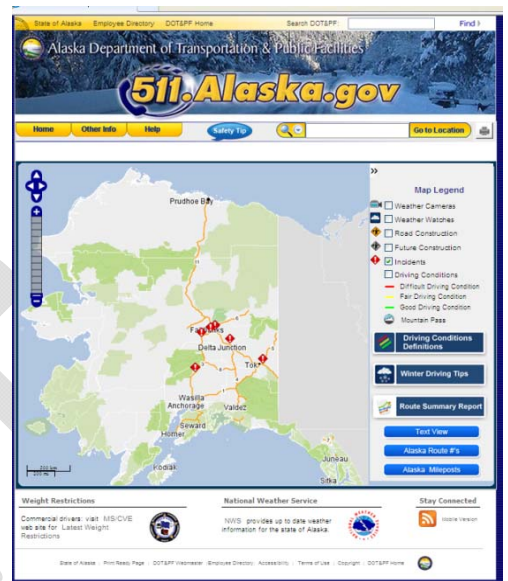 State of Alaska Employee Directory DOT&PF Home Search DOT&PF: Find
Alaska Department of Transportation & Public Facilities
511.Alaska.gov
Home Other Info Help Safety Tip Go to Location
»
Map Legend
Weather Cameras
Weather Watches
Road Construction
Future Construction
Incidents
Driving Conditions
Difficult Driving Condition
Fair Driving Condition
Good Driving Condition
Mountain Pass
Driving Conditions
Definitions
Winter Driving Tips
Route Summary Report
Text View
Alaska Route #'s
Alaska Mileposts
Prudhoe Bay
Fairbanks
Delta Junction
Tok
Wasilla
Anchorage
Valdez
Seward
Homer
Kodiak
Juneau
Sitka
Weight Restrictions
Commercial drivers: visit MS/CVE
web site for Latest Weight
Restrictions
National Weather Service
NWS provides up to date weather
information for the state of Alaska.
Stay Connected
Mobile Version
State of Alaska Print Ready Page DOT&PF Webmaster Employee Directory Accessibility Terms of Use Copyright DOT&PF Home